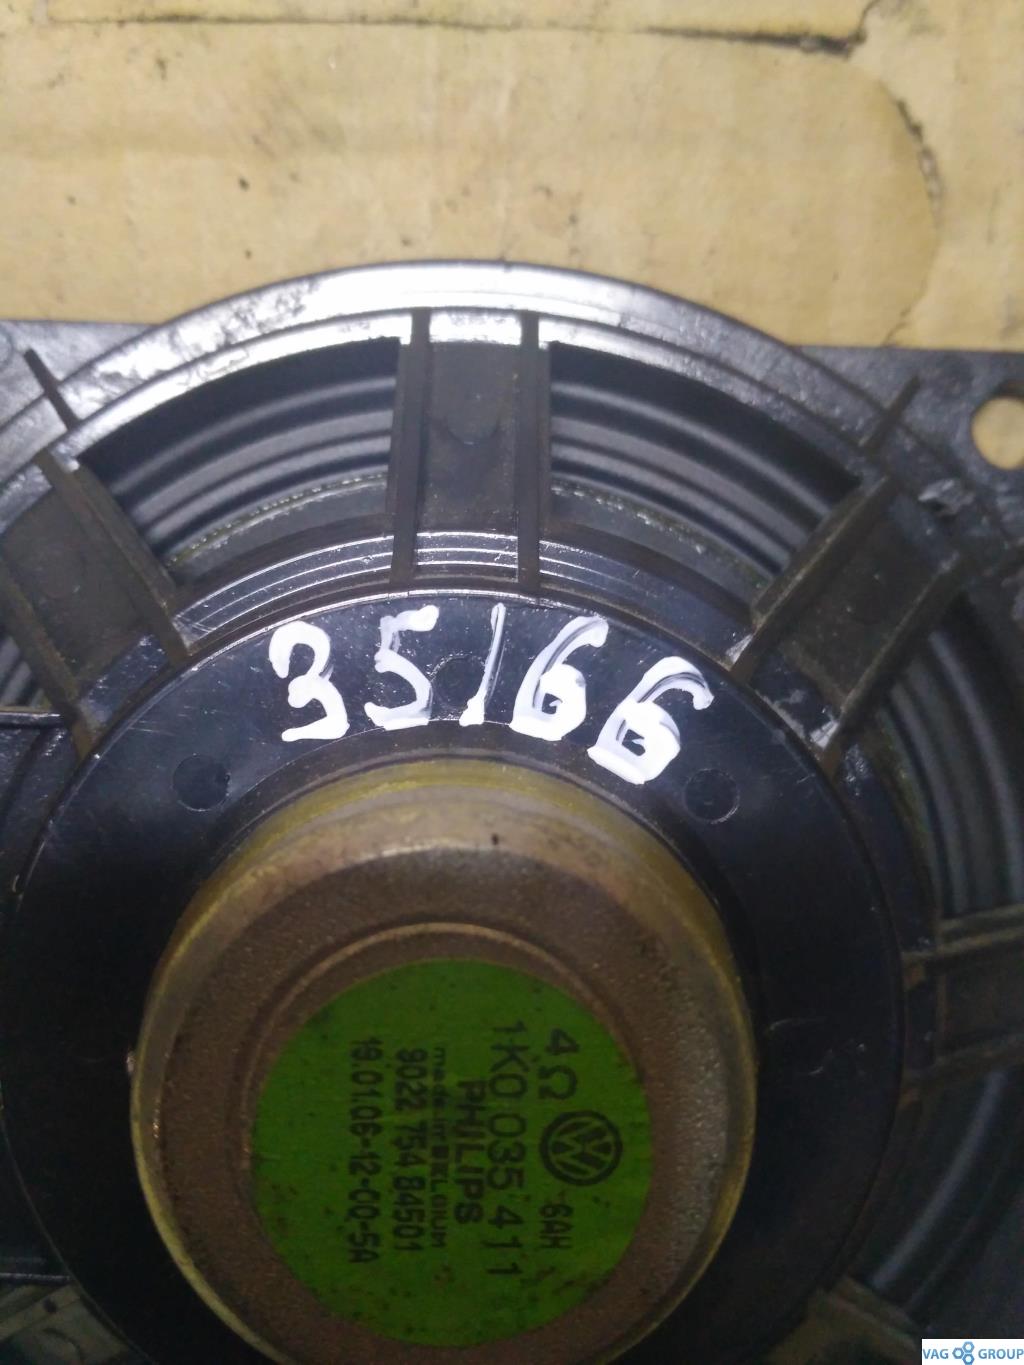 35166
4Ω 6AH
1K0 035 411
PHILIPS
made in BELGIUM
9022 754 84501
19.01.06-12-00-5A
VAG GROUP